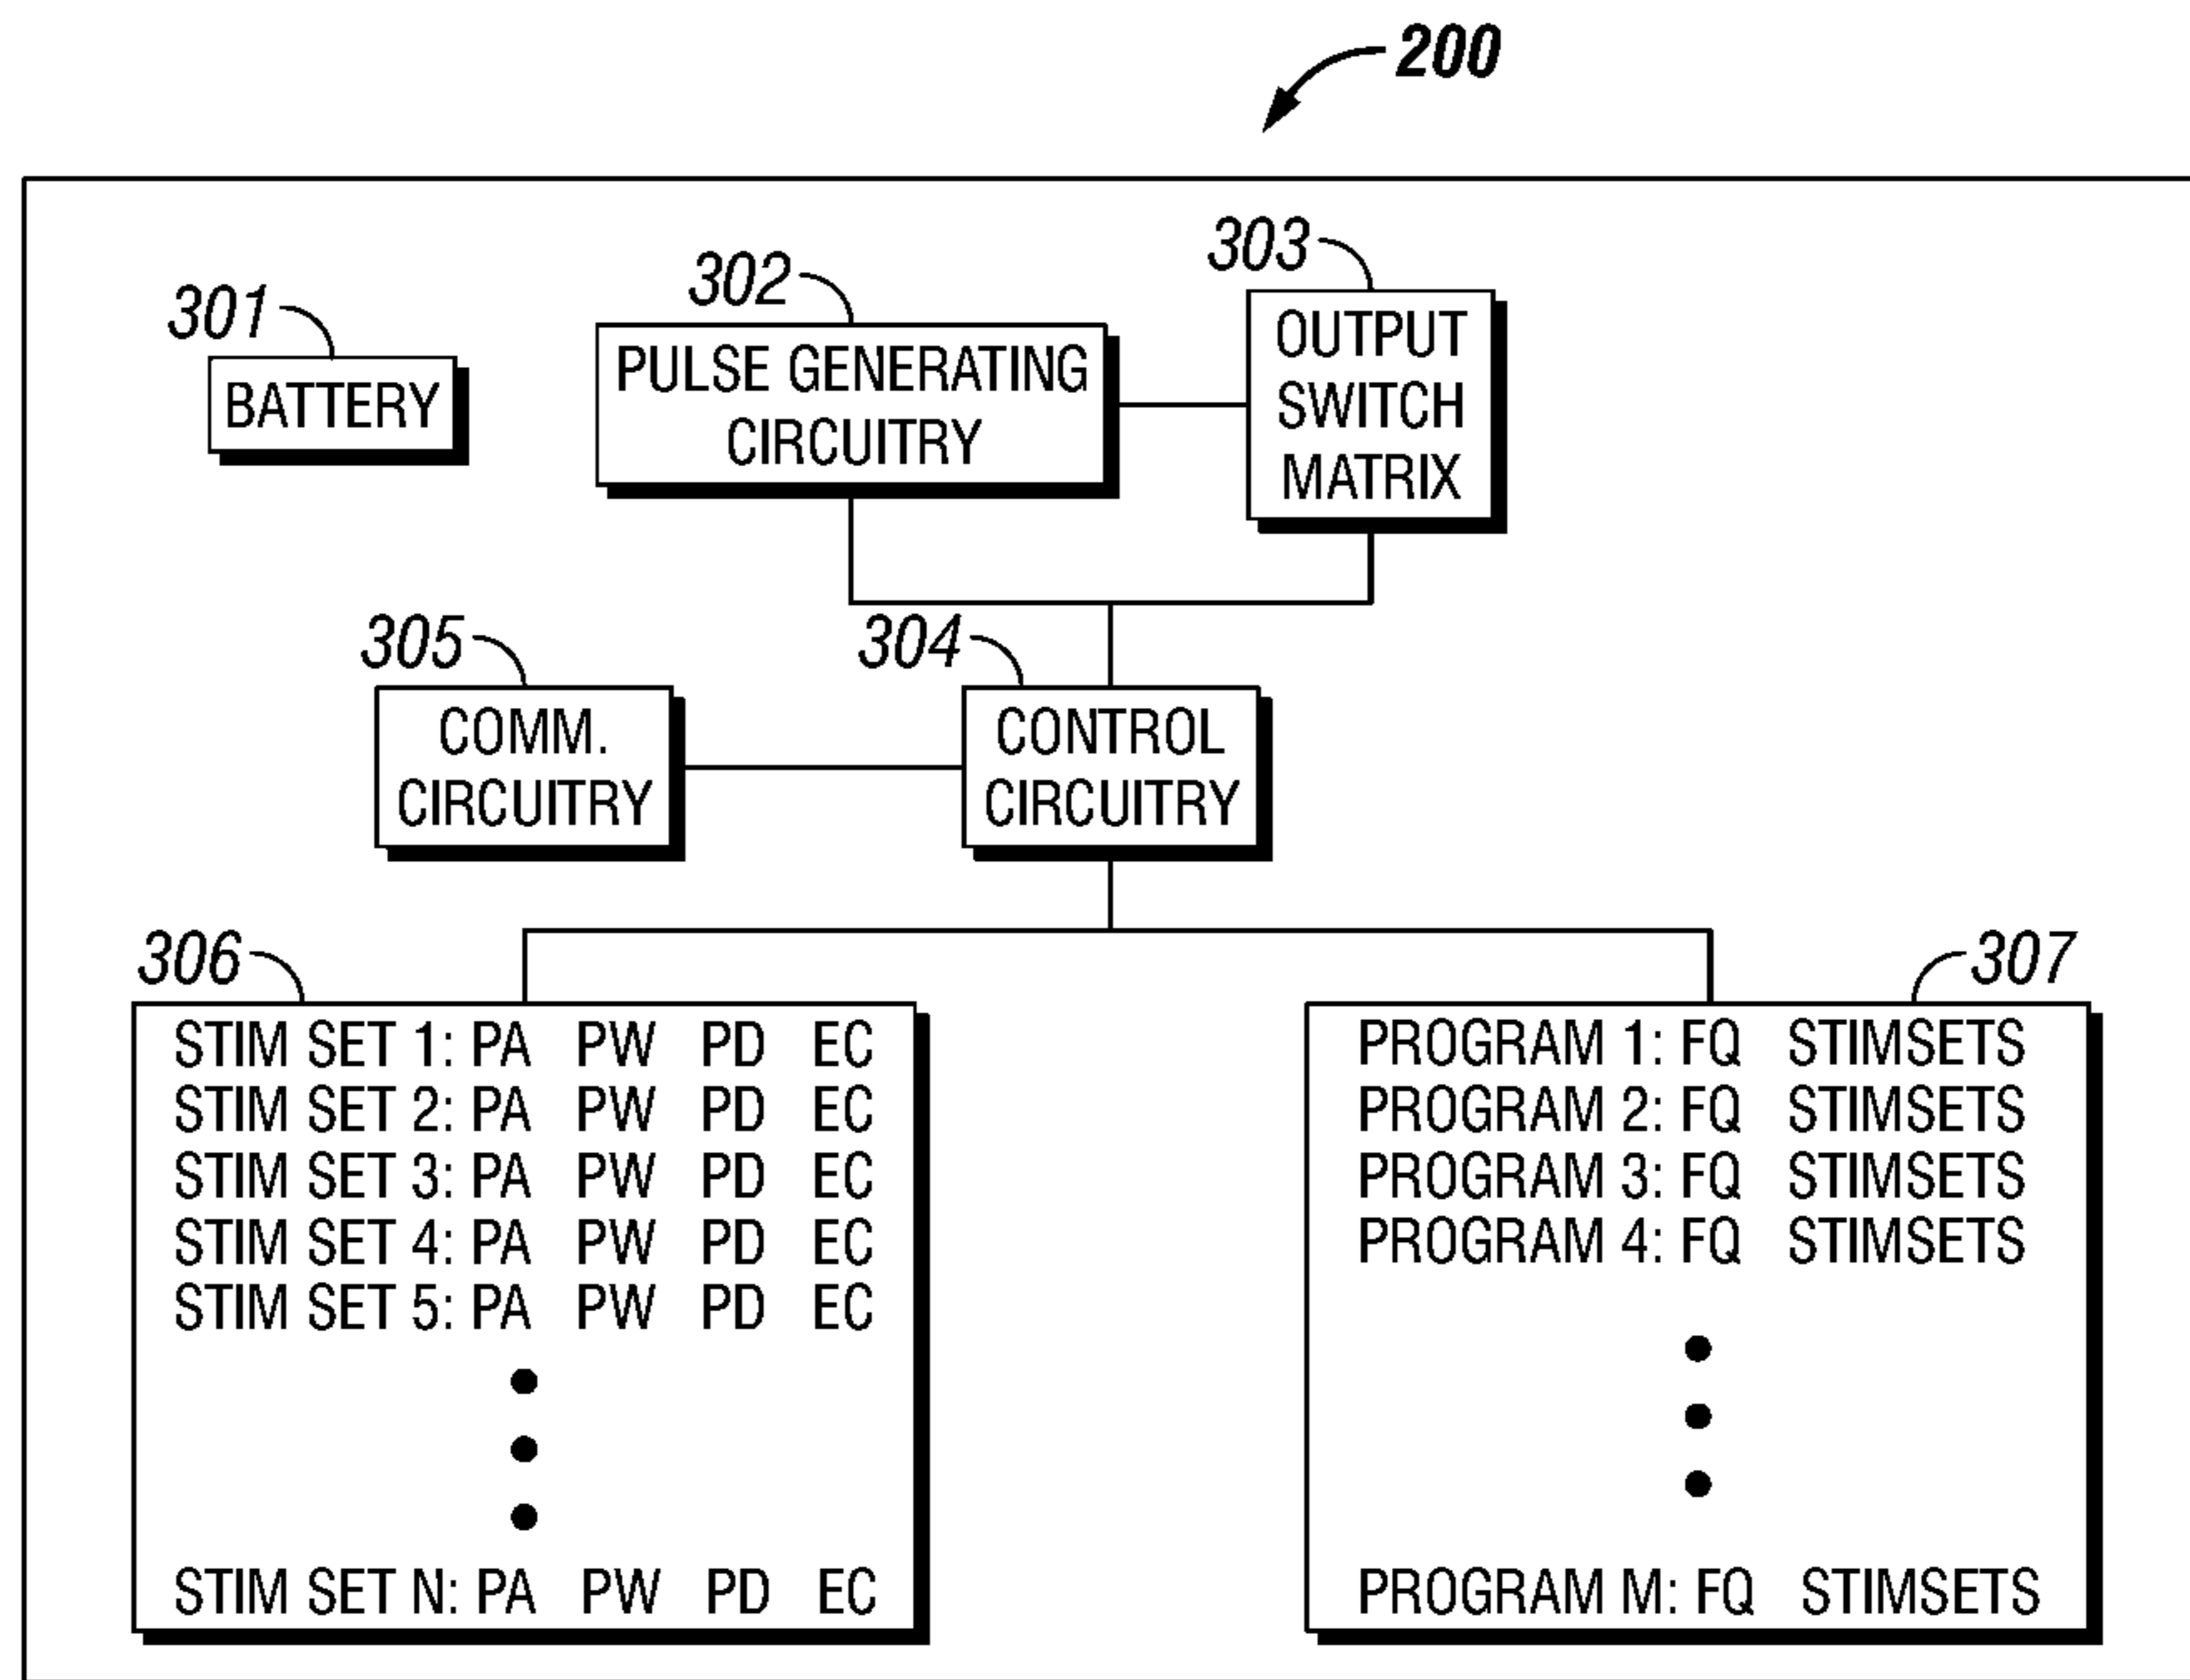 200
301
BATTERY
302
PULSE GENERATING
CIRCUITRY
303
OUTPUT
SWITCH
MATRIX
305
COMM.
CIRCUITRY
304
CONTROL
CIRCUITRY
306
STIM SET 1: PA PW PD EC
STIM SET 2: PA PW PD EC
STIM SET 3: PA PW PD EC
STIM SET 4: PA PW PD EC
STIM SET 5: PA PW PD EC
STIM SET N: PA PW PD EC
307
PROGRAM 1: FQ STIMSETS
PROGRAM 2: FQ STIMSETS
PROGRAM 3: FQ STIMSETS
PROGRAM 4: FQ STIMSETS
PROGRAM M: FQ STIMSETS